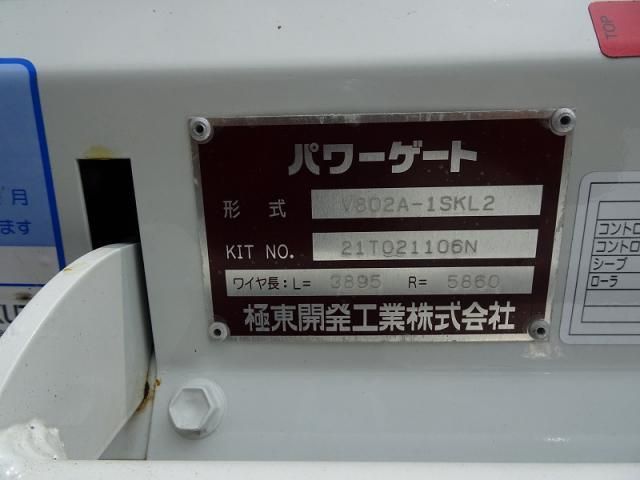 TOP
パワーゲート
形式 V802A-1SKL2
KIT NO. 21T021106N
ワイヤ長:L= 3895 R= 5860
極東開発工業株式会社
月
ます
コントロ
コントロ
シーブ
ローラ